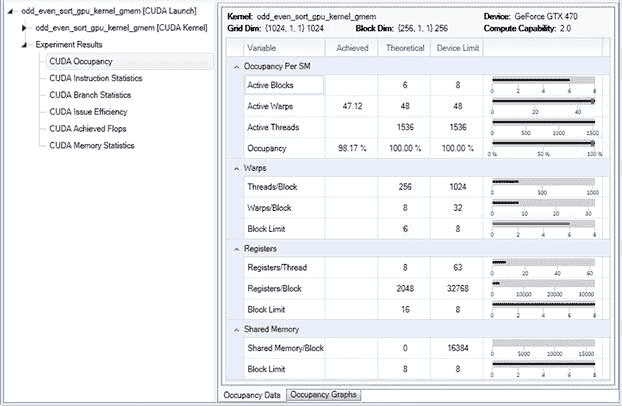 odd_even_sort_gpu_kernel_gmem [CUDA Launch]
odd_even_sort_gpu_kernel_gmem [CUDA Kernel]
Experiment Results
CUDA Occupancy
CUDA Instruction Statistics
CUDA Branch Statistics
CUDA Issue Efficiency
CUDA Achieved Flops
CUDA Memory Statistics
Kernel: odd_even_sort_gpu_kernel_gmem Device: GeForce GTX 470
Grid Dim: {1024, 1, 1} 1024 Block Dim: {256, 1, 1} 256 Compute Capability: 2.0
Variable Achieved Theoretical Device Limit
Occupancy Per SM
Active Blocks 6 8
0 2 4 6 8
Active Warps 47.12 48 48
0 20 40
Active Threads 1536 1536
0 500 1000 1500
Occupancy 98.17 % 100.00 % 100.00 %
0 % 50 % 100 %
Warps
Threads/Block 256 1024
0 500 1000
Warps/Block 8 32
0 10 20 30
Block Limit 6 8
0 2 4 6 8
Registers
Registers/Thread 8 63
0 20 40 60
Registers/Block 2048 32768
0 10000 20000 30000
Block Limit 16 8
0 2 4 6 8
Shared Memory
Shared Memory/Block 0 16384
0 5000 10000 15000
Block Limit 8 8
0 2 4 6 8
Occupancy Data Occupancy Graphs